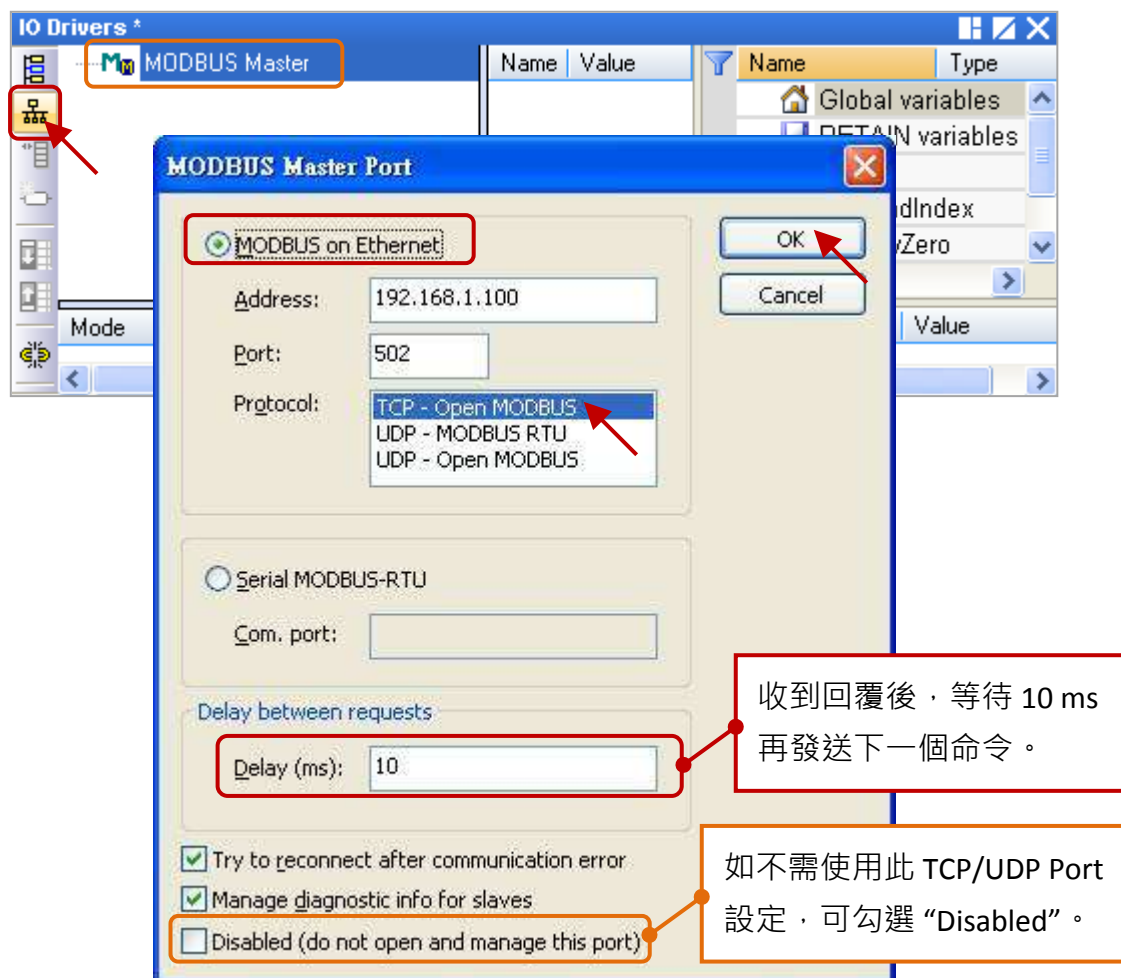 IO Drivers *
MODBUS Master
Name
Value
Name
Type
Global variables
RETAIN variables
MODBUS Master Port
MODBUS on Ethernet
OK
Address:
192.168.1.100
Cancel
Port:
502
Mode
Value
Protocol:
TCP - Open MODBUS
UDP - MODBUS RTU
UDP - Open MODBUS
Serial MODBUS-RTU
Com. port:
Delay between requests
Delay (ms):
10
收到回覆後，等待 10 ms
再發送下一個命令。
Try to reconnect after communication error
Manage diagnostic info for slaves
Disabled (do not open and manage this port)
如不需使用此 TCP/UDP Port
設定，可勾選 “Disabled”。